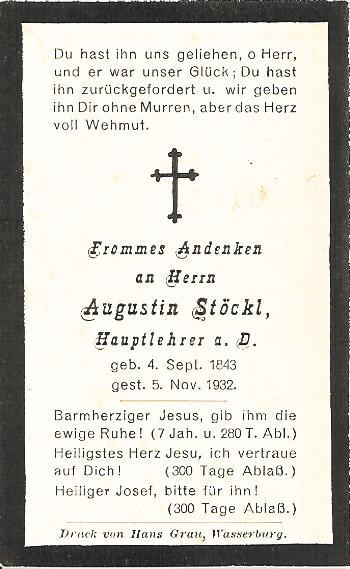 Du hast ihn uns geliehen, o Herr,
und er war unser Glück; Du hast
ihn zurückgefordert u. wir geben
ihn Dir ohne Murren, aber das Herz
voll Wehmut.
Frommes Andenken
an Herrn
Augustin Stöckl,
Hauptlehrer a. D.
geb. 4. Sept. 1843
gest. 5. Nov. 1932.
Barmherziger Jesus, gib ihm die
ewige Ruhe! (7 Jah. u. 280 T. Abl.)
Heiligstes Herz Jesu, ich vertraue
auf Dich! (300 Tage Ablaß.)
Heiliger Josef, bitte für ihn!
(300 Tage Ablaß.)
Druck von Hans Grau, Wasserburg.